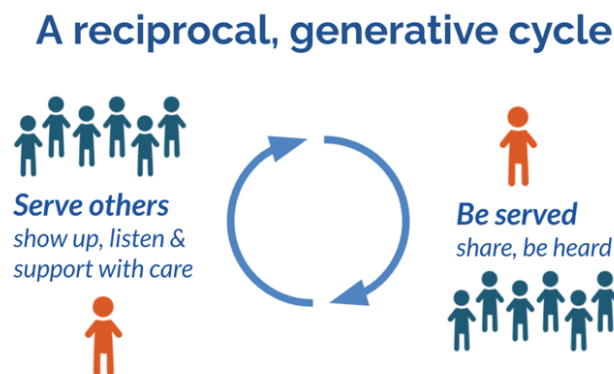 A reciprocal, generative cycle
Serve others
show up, listen &
support with care
Be served
share, be heard